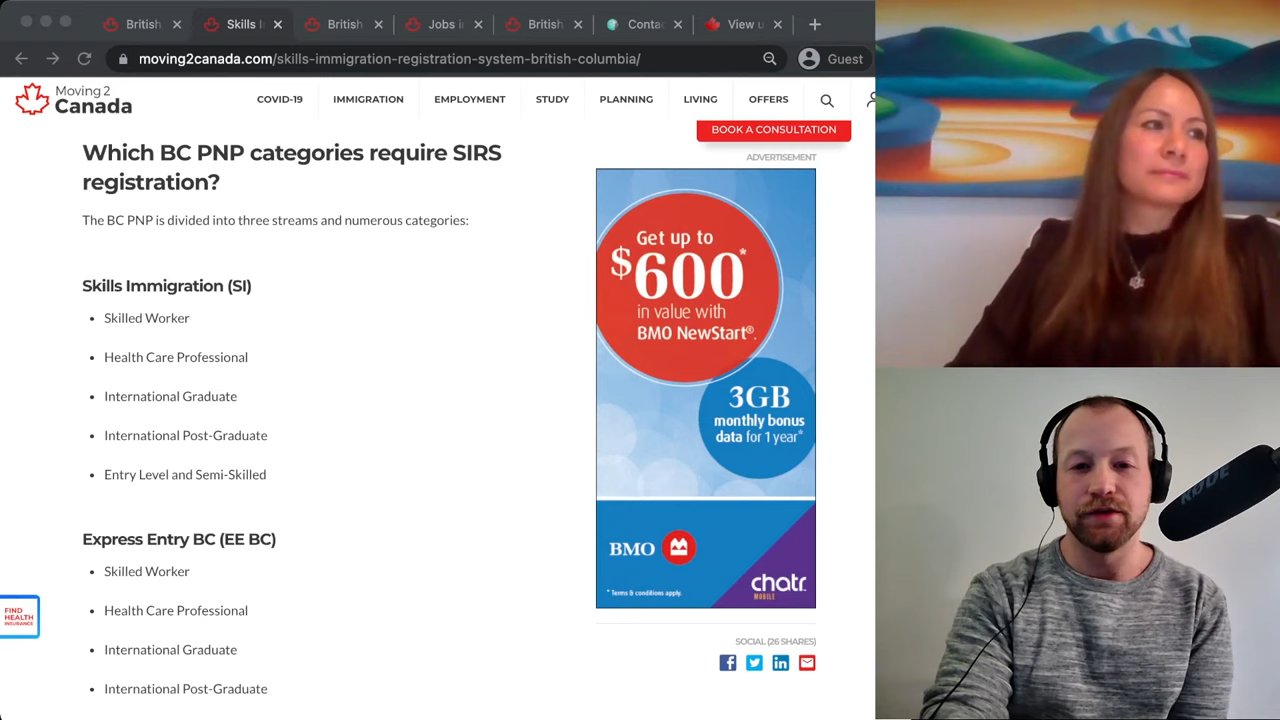 British
Skills I
British
Jobs i
British
Conta
View u
moving2canada.com/skills-immigration-registration-system-british-columbia/
Guest
Moving 2
Canada
COVID-19
IMMIGRATION
EMPLOYMENT
STUDY
PLANNING
LIVING
OFFERS
BOOK A CONSULTATION
Which BC PNP categories require SIRS
registration?
The BC PNP is divided into three streams and numerous categories:
Skills Immigration (SI)
Skilled Worker
Health Care Professional
International Graduate
International Post-Graduate
Entry Level and Semi-Skilled
Express Entry BC (EE BC)
Skilled Worker
Health Care Professional
International Graduate
International Post-Graduate
FIND
HEALTH
INSURANCE
ADVERTISEMENT
Get up to
$600*
in value with
BMO NewStart®.
3GB
monthly bonus
data for 1 year*
BMO
* Terms & conditions apply.
chatr
MOBILE
SOCIAL (26 SHARES)
RODE